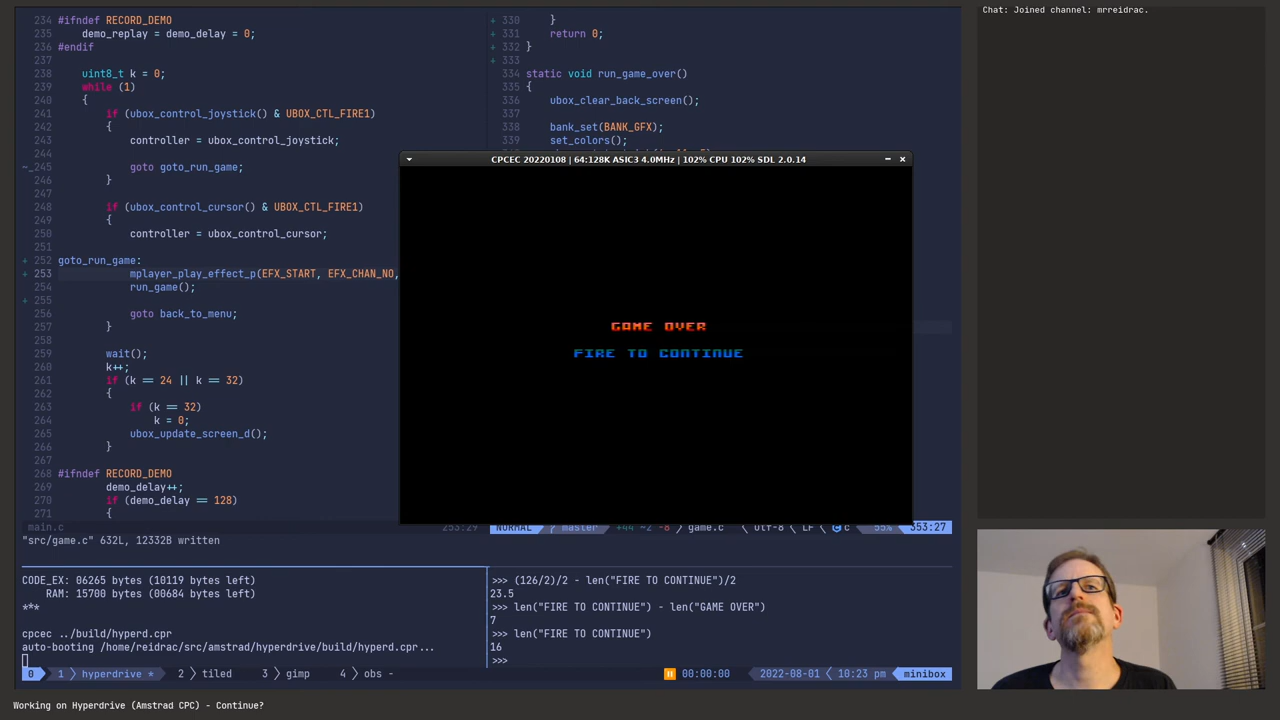 Chat: Joined channel: mrreidrac.
234 #ifndef RECORD_DEMO
235 demo_replay = demo_delay = 0;
236 #endif
237
238 uint8_t k = 0;
239 while (1)
240 {
241 if (ubox_control_joystick() & UBOX_CTL_FIRE1)
242 {
243 controller = ubox_control_joystick;
244
~_245 goto goto_run_game;
246 }
247
248 if (ubox_control_cursor() & UBOX_CTL_FIRE1)
249 {
250 controller = ubox_control_cursor;
251
+ 252 goto_run_game:
+ 253 mplayer_play_effect_p(EFX_START, EFX_CHAN_NO,
254 run_game();
+ 255
256 goto back_to_menu;
257 }
258
259 wait();
260 k++;
261 if (k == 24 || k == 32)
262 {
263 if (k == 32)
264 k = 0;
265 ubox_update_screen_d();
266 }
267
268 #ifndef RECORD_DEMO
269 demo_delay++;
270 if (demo_delay == 128)
271 {
main.c 253:29
+ 330 }
+ 331 return 0;
+ 332 }
+ 333
334 static void run_game_over()
335 {
336 ubox_clear_back_screen();
337
338 bank_set(BANK_GFX);
339 set_colors();
CPCEC 20220108 | 64:128K ASIC3 4.0MHz | 102% CPU 102% SDL 2.0.14
GAME OVER
FIRE TO CONTINUE
NORMAL master +44 ~2 -8 game.c utf-8 LF c 55% 353:27
"src/game.c" 632L, 12332B written
CODE_EX: 06265 bytes (10119 bytes left)
RAM: 15700 bytes (00684 bytes left)
***
cpcec ../build/hyperd.cpr
auto-booting /home/reidrac/src/amstrad/hyperdrive/build/hyperd.cpr...
>>> (126/2)/2 - len("FIRE TO CONTINUE")/2
23.5
>>> len("FIRE TO CONTINUE") - len("GAME OVER")
7
>>> len("FIRE TO CONTINUE")
16
>>>
0 1 hyperdrive * 2 tiled 3 gimp 4 obs - 00:00:00 2022-08-01 10:23 pm minibox
Working on Hyperdrive (Amstrad CPC) - Continue?